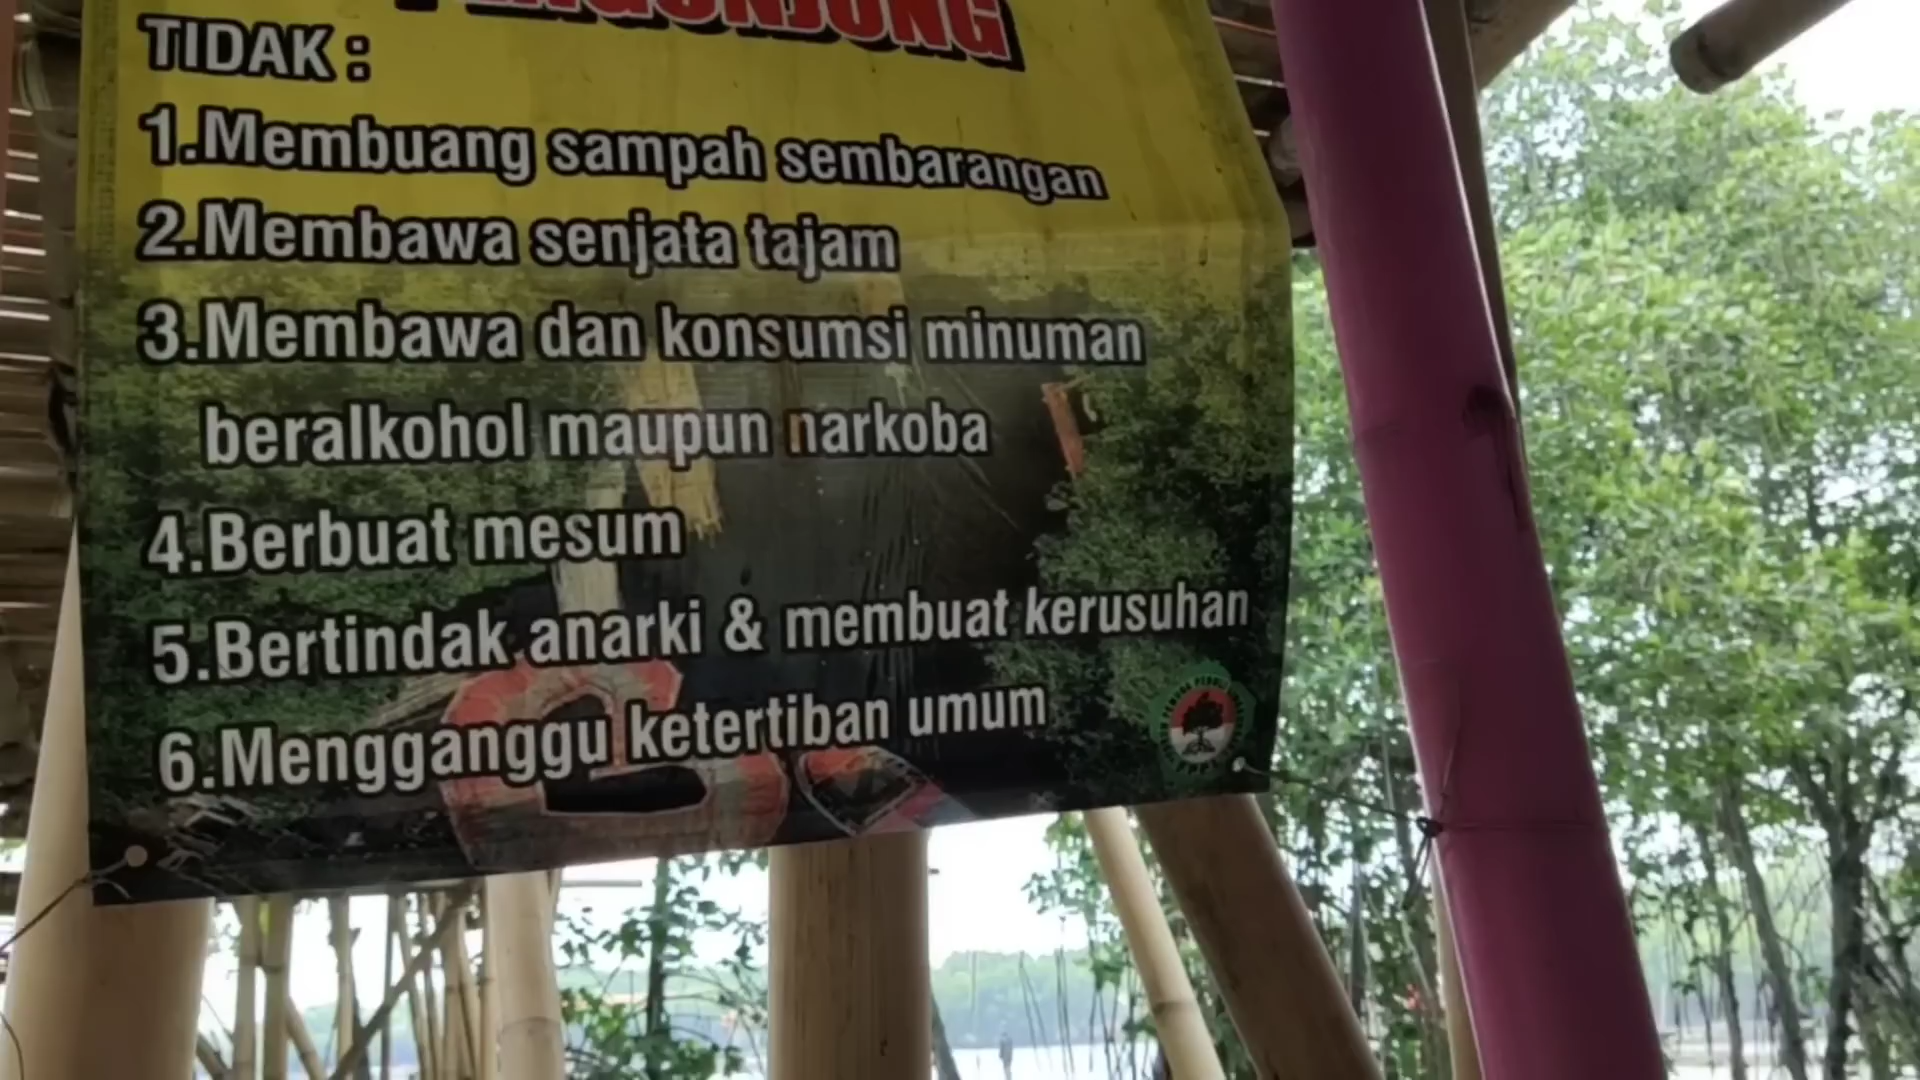 PENGUNJUNG
TIDAK :
1.Membuang sampah sembarangan
2.Membawa senjata tajam
3.Membawa dan konsumsi minuman
beralkohol maupun narkoba
4.Berbuat mesum
5.Bertindak anarki & membuat kerusuhan
6.Mengganggu ketertiban umum